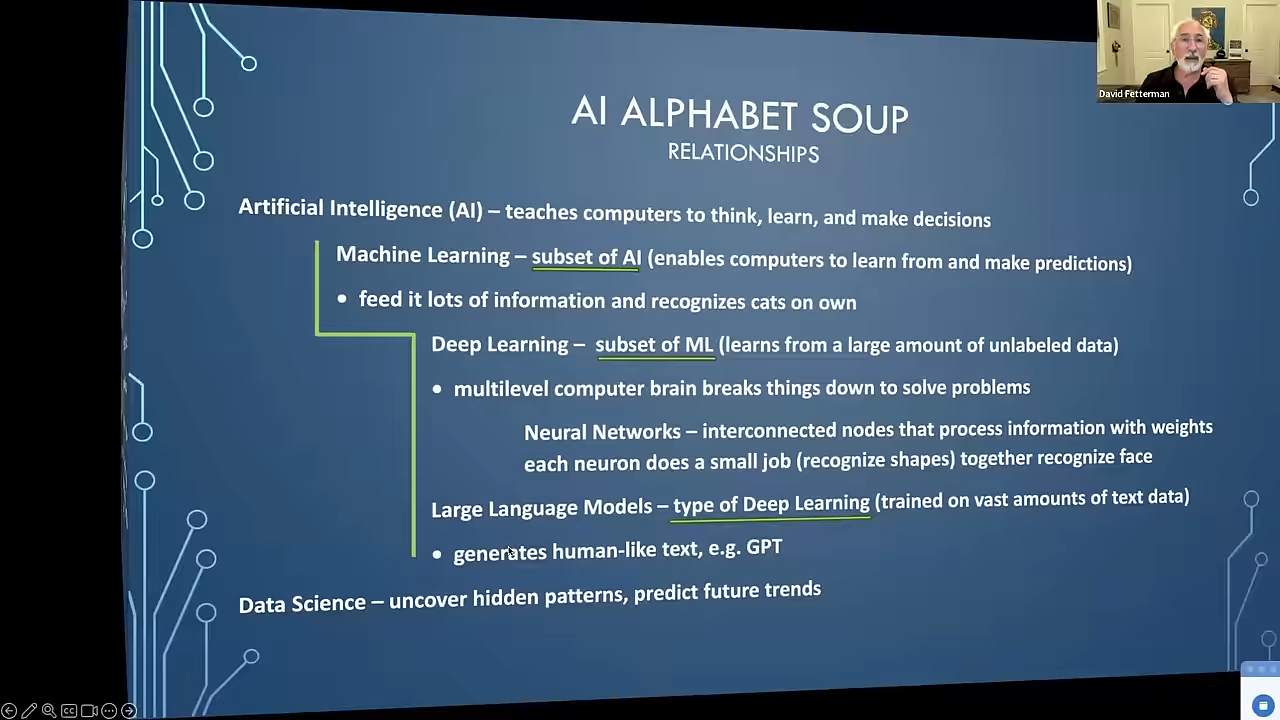 David Fetterman
AI ALPHABET SOUP
RELATIONSHIPS
Artificial Intelligence (AI) – teaches computers to think, learn, and make decisions
Machine Learning – subset of AI (enables computers to learn from and make predictions)
• feed it lots of information and recognizes cats on own
Deep Learning – subset of ML (learns from a large amount of unlabeled data)
• multilevel computer brain breaks things down to solve problems
Neural Networks – interconnected nodes that process information with weights
each neuron does a small job (recognize shapes) together recognize face
Large Language Models – type of Deep Learning (trained on vast amounts of text data)
• generates human-like text, e.g. GPT
Data Science – uncover hidden patterns, predict future trends
CC